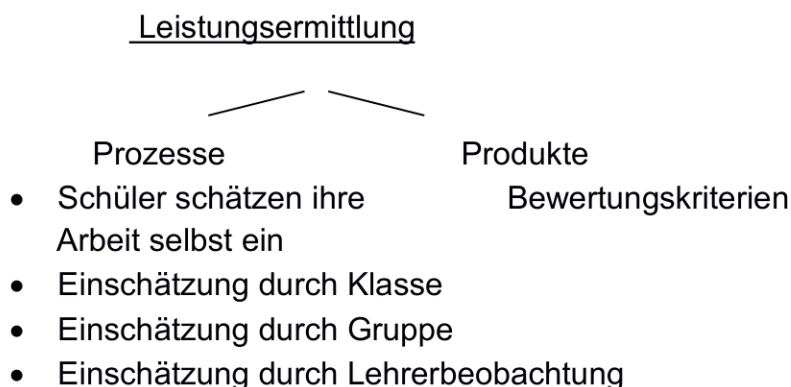 Leistungsermittlung
Prozesse Produkte
• Schüler schätzen ihre Bewertungskriterien
Arbeit selbst ein
• Einschätzung durch Klasse
• Einschätzung durch Gruppe
• Einschätzung durch Lehrerbeobachtung